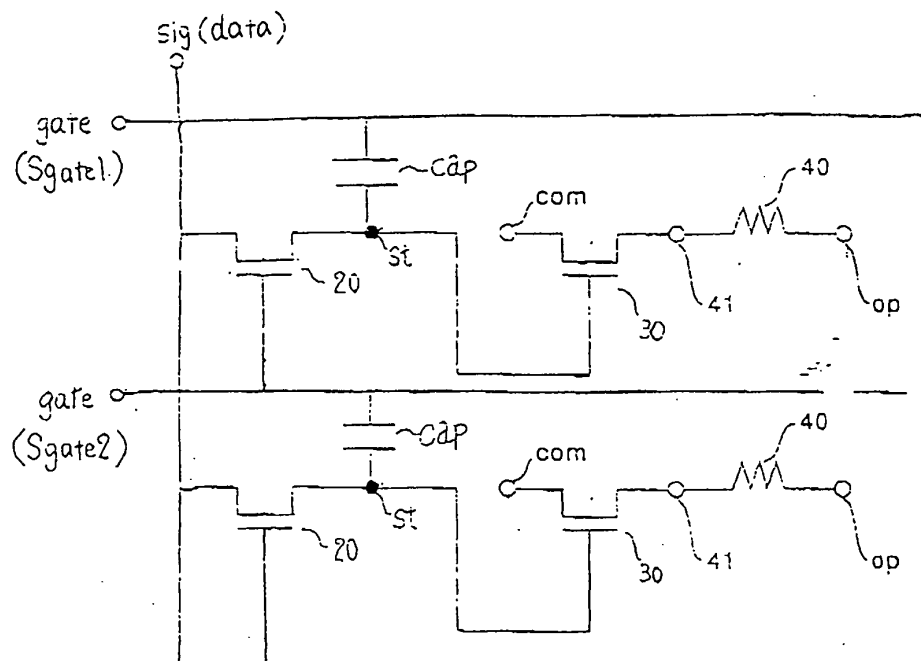 sig(data)
gate
(Sgate1)
Cap
com
40
St
20
30
41
op
gate
(Sgate2)
Cap
com
40
St
20
30
41
op